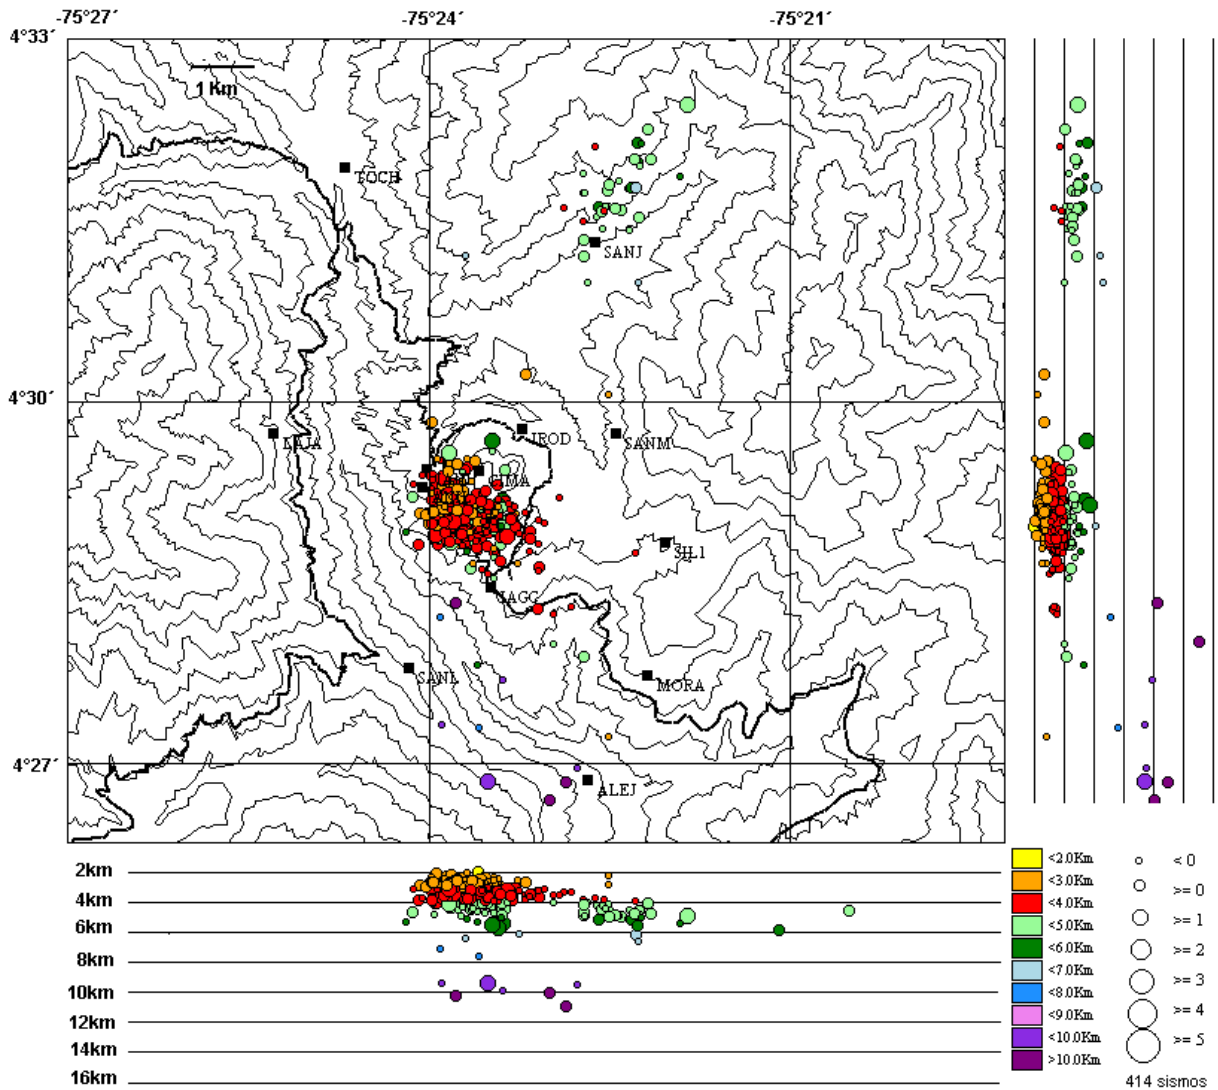 -75°27´ -75°24´ -75°21´
4°33´
1 Km
TOCH
SANJ
4°30´
LAJA
IROD
SANM
CIMA
SIL1
JAGG
SANL
MORA
4°27´
ALEJ
2km
4km
6km
8km
10km
12km
14km
16km
<2.0Km
<3.0Km
<4.0Km
<5.0Km
<6.0Km
<7.0Km
<8.0Km
<9.0Km
<10.0Km
>10.0Km
< 0
>= 0
>= 1
>= 2
>= 3
>= 4
>= 5
414 sismos